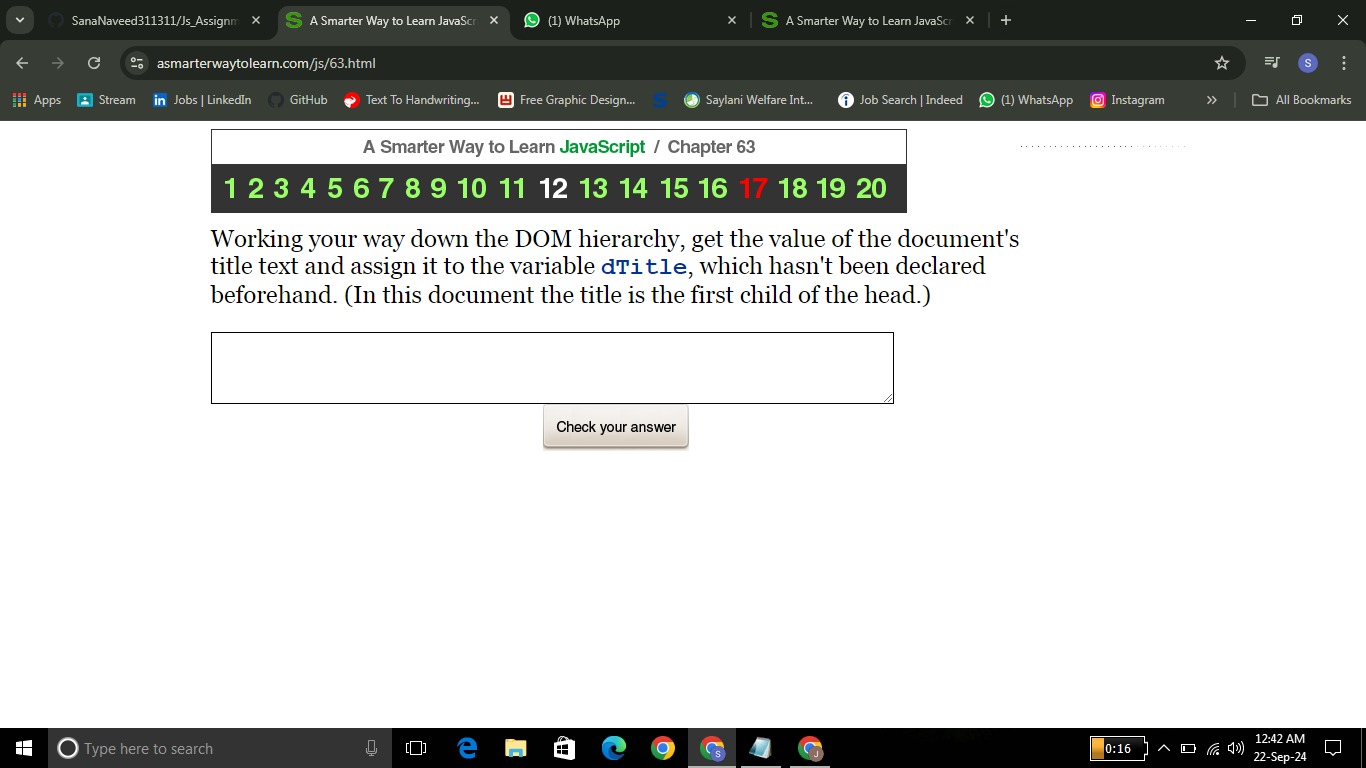 SanaNaveed311311/Js_Assignm
A Smarter Way to Learn JavaScr
(1) WhatsApp
A Smarter Way to Learn JavaScr
asmarterwaytolearn.com/js/63.html
S
Apps
Stream
Jobs | LinkedIn
GitHub
Text To Handwriting...
Free Graphic Design...
Saylani Welfare Int...
Job Search | Indeed
(1) WhatsApp
Instagram
»
All Bookmarks
A Smarter Way to Learn JavaScript / Chapter 63
1 2 3 4 5 6 7 8 9 10 11 12 13 14 15 16 17 18 19 20
Working your way down the DOM hierarchy, get the value of the document's
title text and assign it to the variable dTitle, which hasn't been declared
beforehand. (In this document the title is the first child of the head.)
Check your answer
Type here to search
0:16
12:42 AM
22-Sep-24